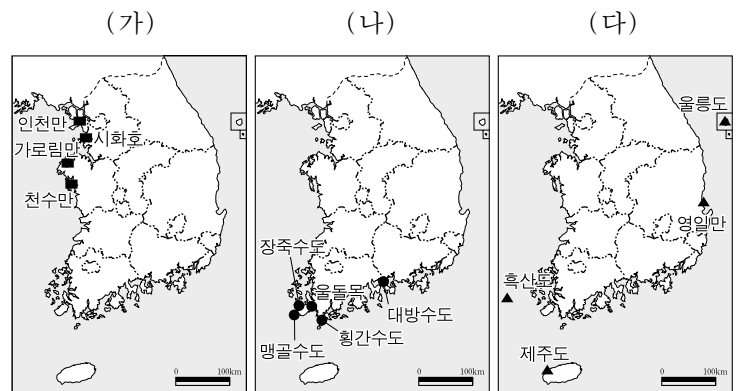 (가)
인천만
시화호
가로림만
천수만
0 100km
(나)
장죽수도
울돌목
대방수도
횡간수도
맹골수도
0 100km
(다)
울릉도
영일만
흑산도
제주도
0 100km